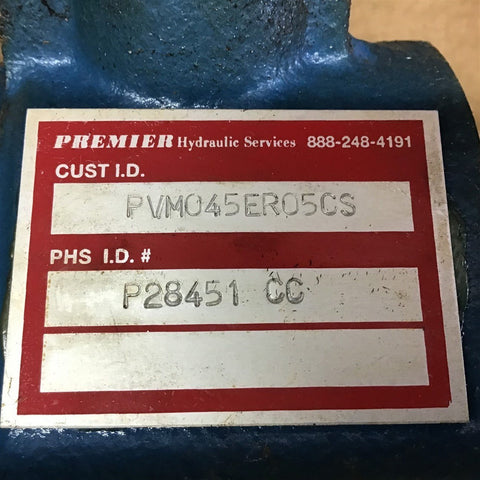 PREMIER Hydraulic Services 888-248-4191
CUST I.D.
PVM045ER05CS
PHS I.D. #
P28451 CC